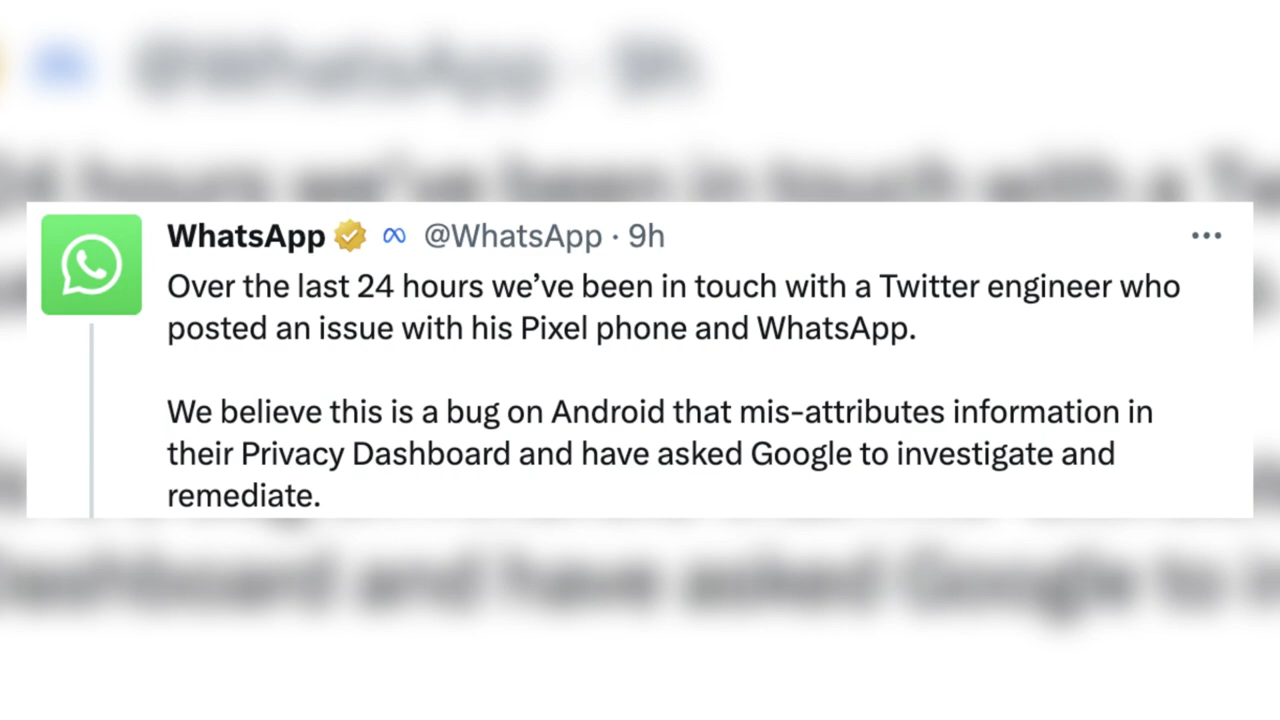 WhatsApp @WhatsApp · 9h
Over the last 24 hours we’ve been in touch with a Twitter engineer who
posted an issue with his Pixel phone and WhatsApp.
We believe this is a bug on Android that mis-attributes information in
their Privacy Dashboard and have asked Google to investigate and
remediate.